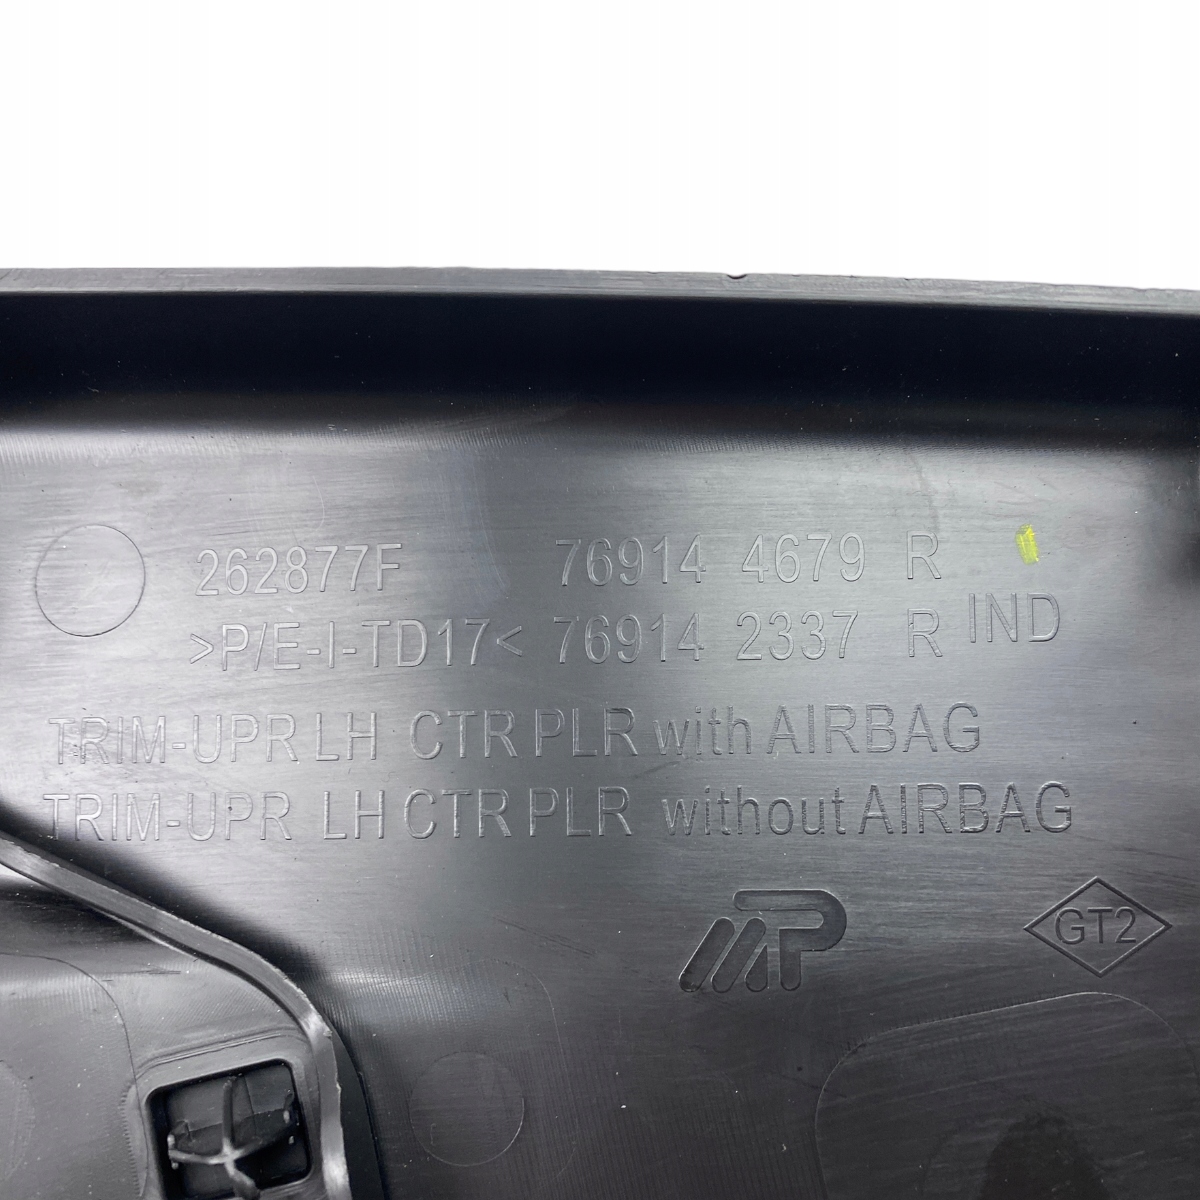 262877F 76914 4679 R
>P/E-I-TD17< 76914 2337 R IND
TRIM-UPR LH CTR PLR with AIRBAG
TRIM-UPR LH CTR PLR without AIRBAG
MP GT2